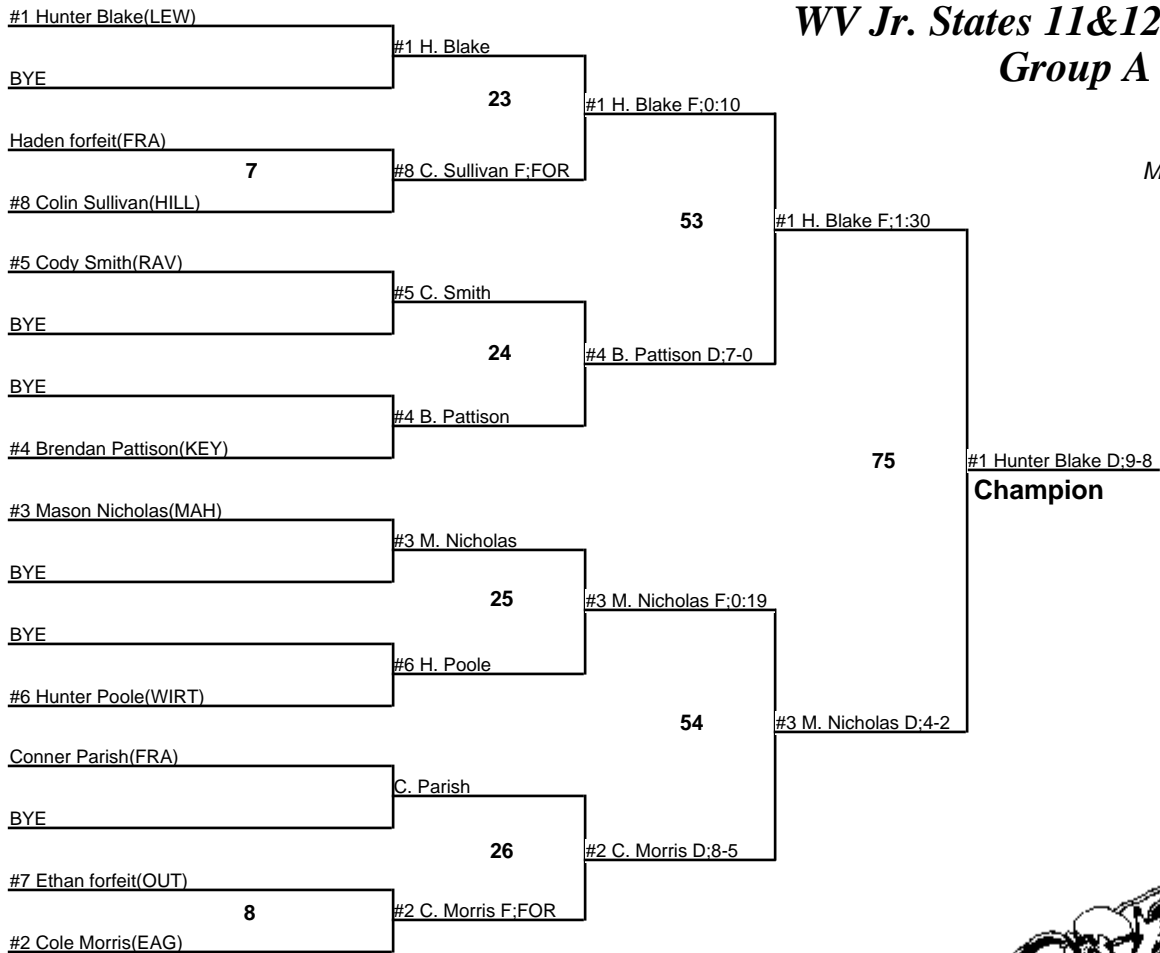 WV Jr. States 11&12
Group A
M
#1 Hunter Blake(LEW)
BYE
Haden forfeit(FRA)
7
#8 Colin Sullivan(HILL)
#5 Cody Smith(RAV)
BYE
BYE
#4 Brendan Pattison(KEY)
#3 Mason Nicholas(MAH)
BYE
BYE
#6 Hunter Poole(WIRT)
Conner Parish(FRA)
BYE
#7 Ethan forfeit(OUT)
8
#2 Cole Morris(EAG)
#1 H. Blake
23
#8 C. Sullivan F;FOR
#5 C. Smith
24
#4 B. Pattison
#3 M. Nicholas
25
#6 H. Poole
C. Parish
26
#2 C. Morris F;FOR
#1 H. Blake F;0:10
53
#4 B. Pattison D;7-0
#3 M. Nicholas F;0:19
54
#2 C. Morris D;8-5
#1 H. Blake F;1:30
75
#3 M. Nicholas D;4-2
#1 Hunter Blake D;9-8
Champion